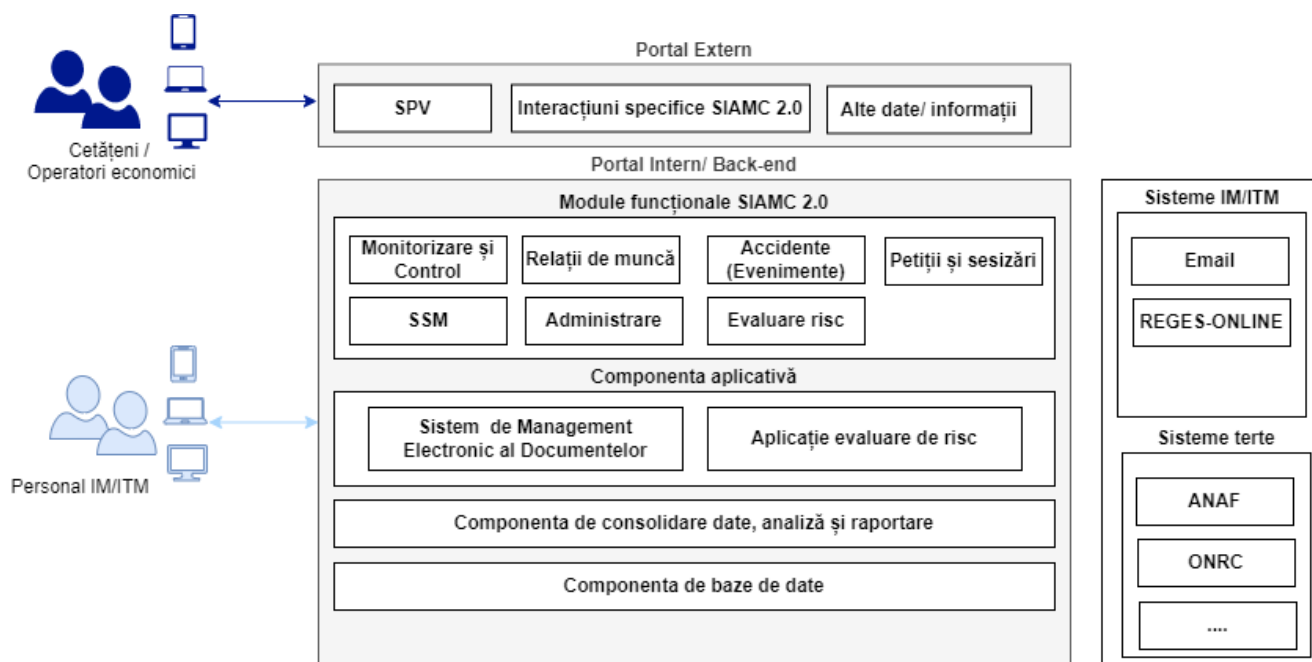 Portal Extern
SPV
Interacțiuni specifice SIAMC 2.0
Alte date/ informații
Cetățeni /
Operatori economici
Portal Intern/ Back-end
Module funcționale SIAMC 2.0
Monitorizare și
Control
Relații de muncă
Accidente
(Evenimente)
Petiții și sesizări
SSM
Administrare
Evaluare risc
Componenta aplicativă
Sistem de Management
Electronic al Documentelor
Aplicație evaluare de risc
Personal IM/ITM
Componenta de consolidare date, analiză și raportare
Componenta de baze de date
Sisteme IM/ITM
Email
REGES-ONLINE
Sisteme terte
ANAF
ONRC
....